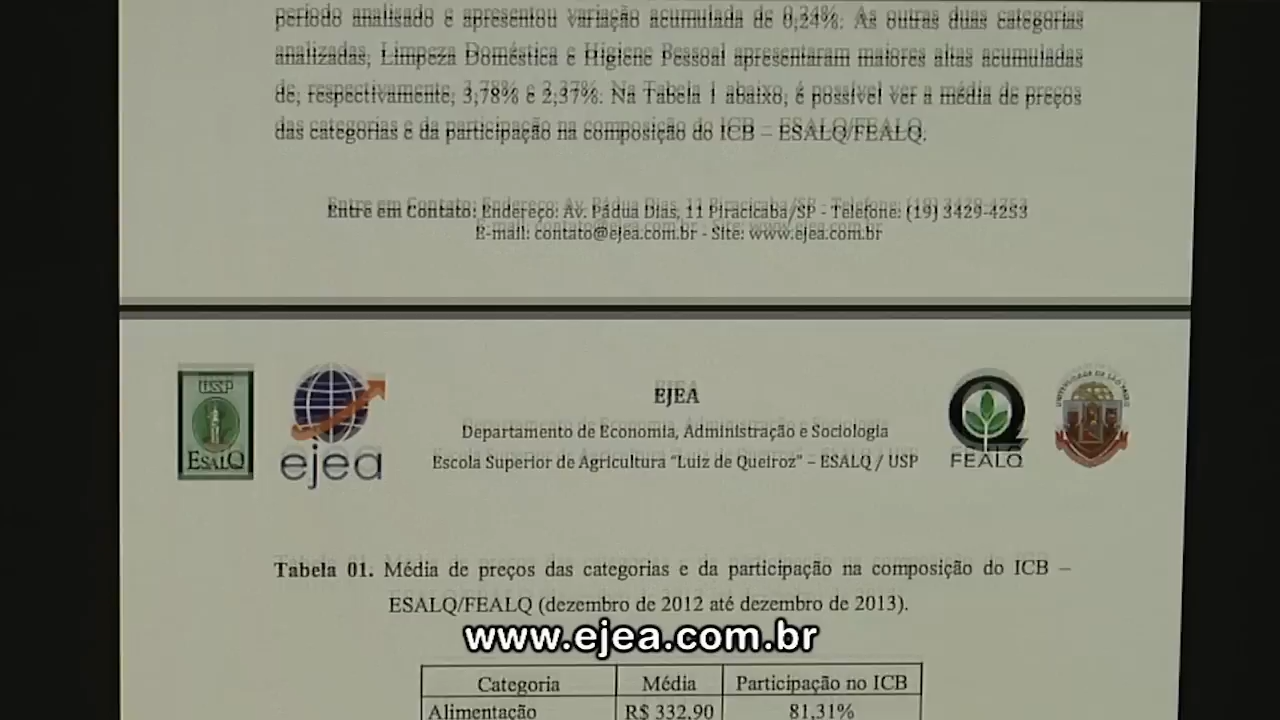 período analisado e apresentou variação acumulada de 0,24%. As outras duas categorias
analizadas, Limpeza Doméstica e Higiene Pessoal apresentaram maiores altas acumuladas
de, respectivamente, 3,78% e 2,37%. Na Tabela 1 abaixo, é possível ver a média de preços
das categorias e da participação na composição do ICB – ESALQ/FEALQ.
Entre em Contato: Endereço: Av. Pádua Dias, 11 Piracicaba/SP - Telefone: (19) 3429-4253
E-mail: contato@ejea.com.br - Site: www.ejea.com.br
USP
ESALQ
ejea
EJEA
Departamento de Economia, Administração e Sociologia
Escola Superior de Agricultura "Luiz de Queiroz" – ESALQ / USP
FEALQ
UNIVERSIDADE DE SÃO PAULO
Tabela 01. Média de preços das categorias e da participação na composição do ICB –
ESALQ/FEALQ (dezembro de 2012 até dezembro de 2013).
www.ejea.com.br
Categoria Média Participação no ICB
Alimentação R$ 332,90 81,31%